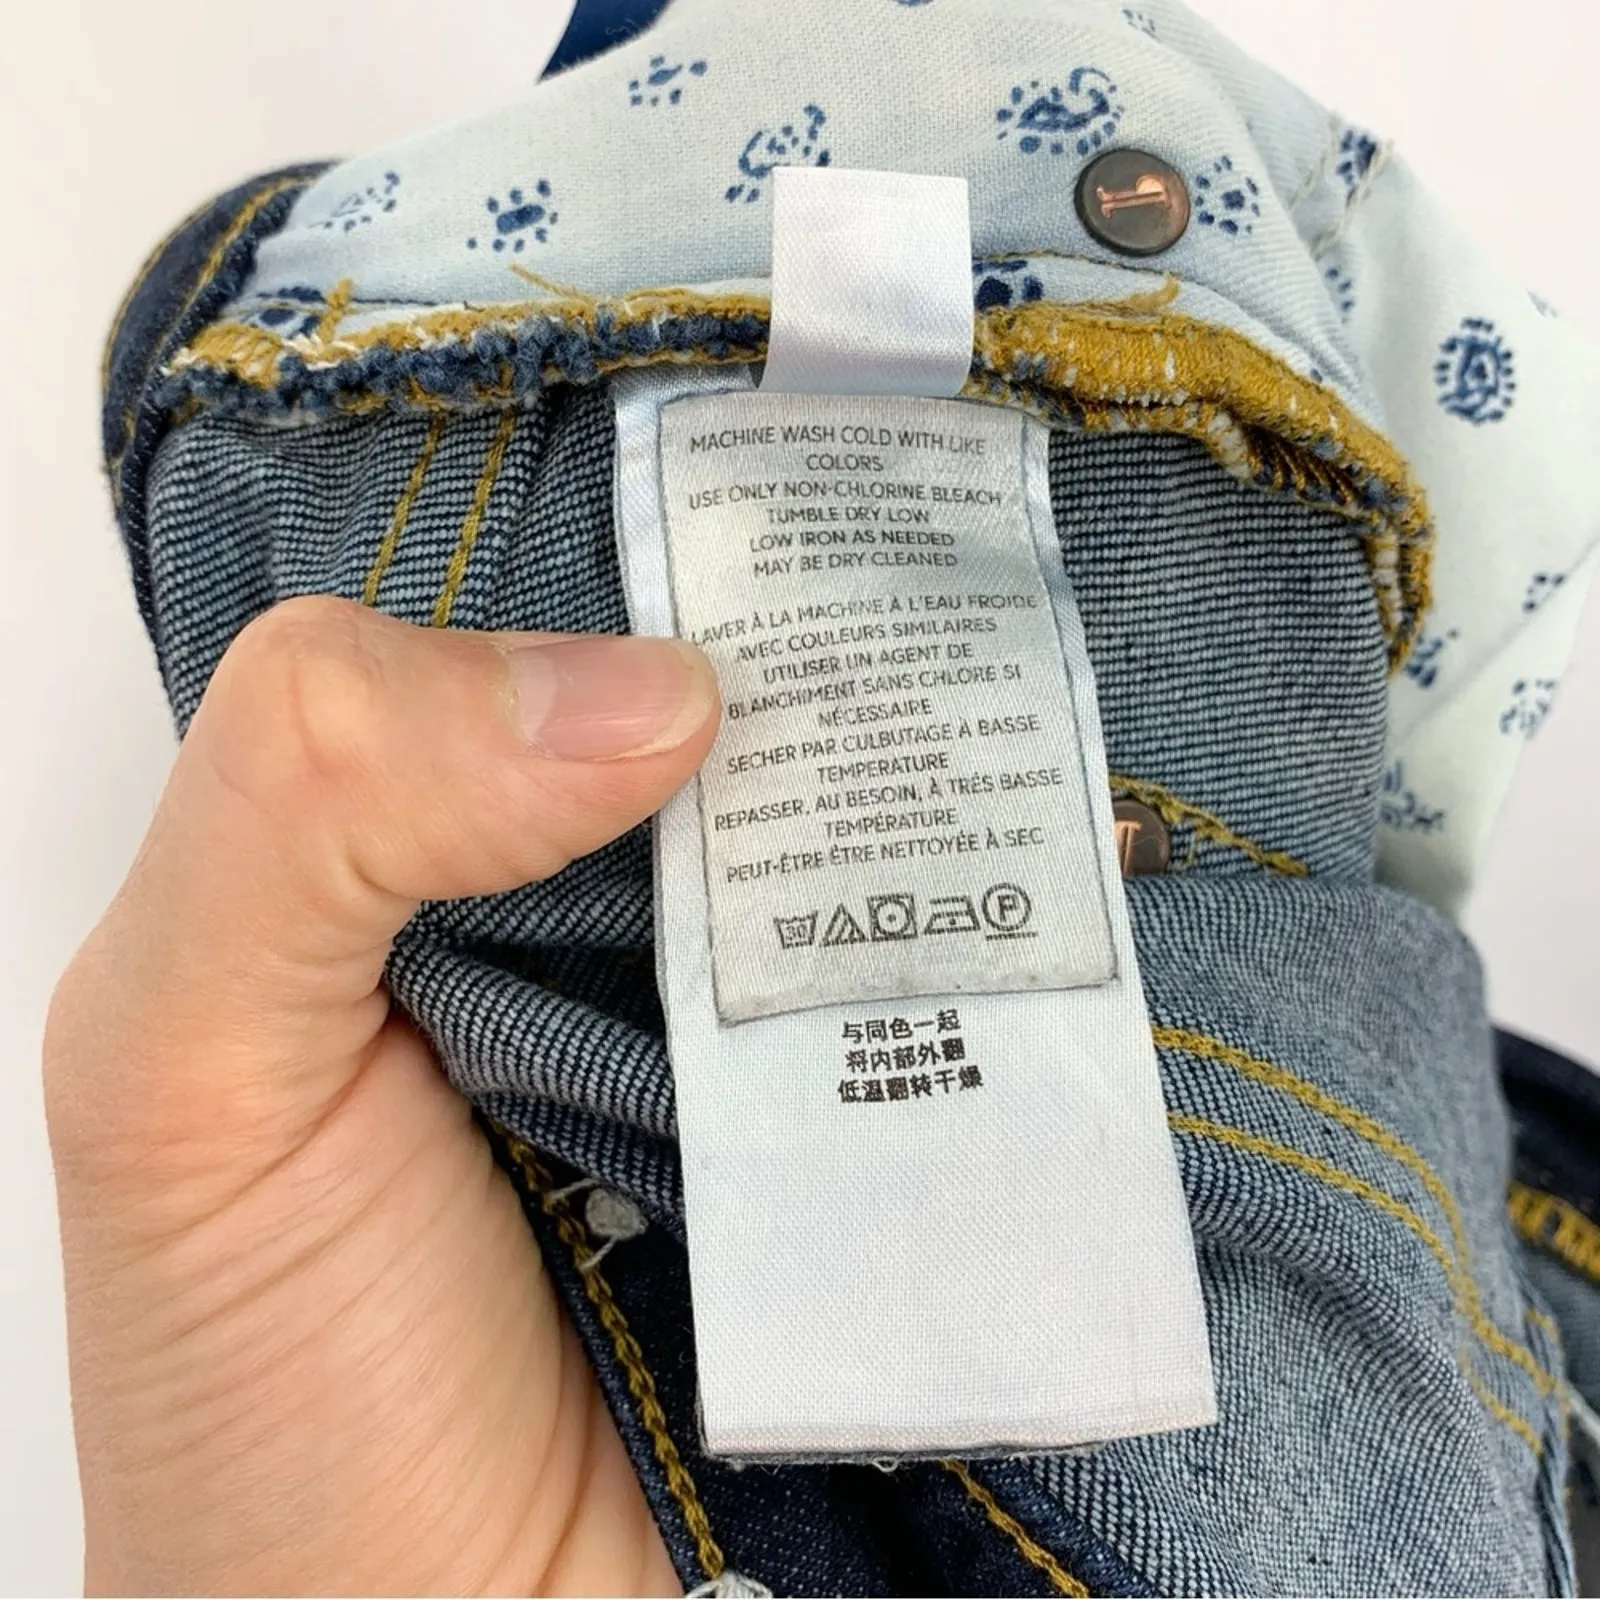 MACHINE WASH COLD WITH LIKE
COLORS
USE ONLY NON-CHLORINE BLEACH
TUMBLE DRY LOW
LOW IRON AS NEEDED
MAY BE DRY CLEANED
LAVER À LA MACHINE À L'EAU FROIDE
AVEC COULEURS SIMILAIRES
UTILISER UN AGENT DE
BLANCHIMENT SANS CHLORE SI
NÉCESSAIRE
SECHER PAR CULBUTAGE À BASSE
TEMPERATURE
REPASSER, AU BESOIN, À TRÉS BASSE
TEMPÉRATURE
PEUT-ÊTRE ÊTRE NETTOYÉE À SEC
30 P
与同色一起
将内部外翻
低温翻转干燥